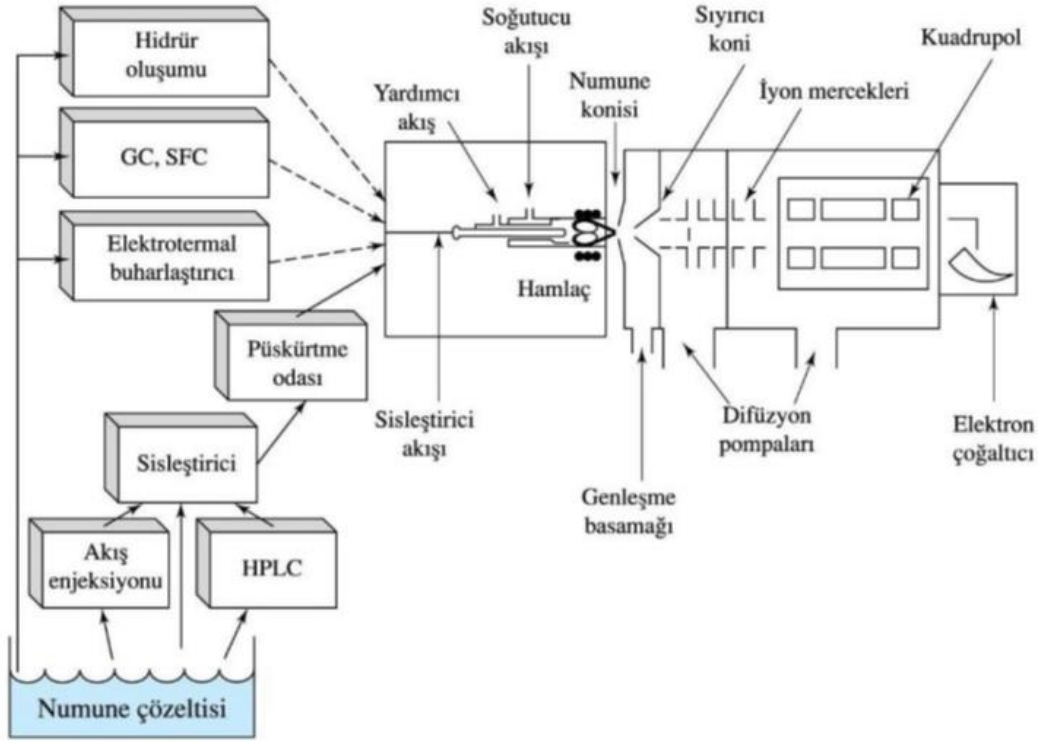 Hidrür
oluşumu
GC, SFC
Elektrotermal
buharlaştırıcı
Püskürtme
odası
Sisleştirici
Akış
enjeksiyonu
HPLC
Numune çözeltisi
Yardımcı
akış
Soğutucu
akışı
Numune
konisi
Sıyırıcı
koni
İyon mercekleri
Kuadrupol
Hamlaç
Sisleştirici
akışı
Genleşme
basamağı
Difüzyon
pompaları
Elektron
çoğaltıcı